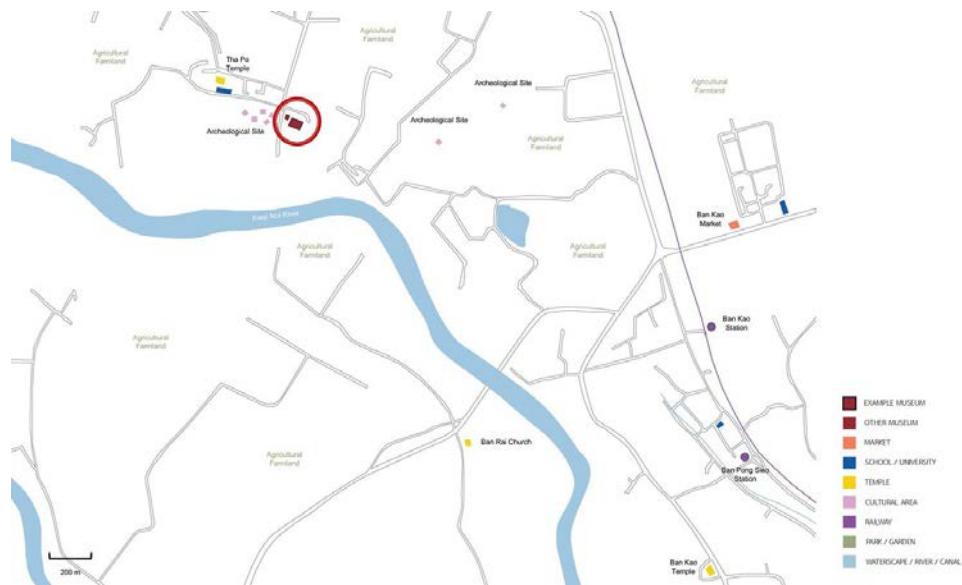 Agricultural
Farmland
Tha Po
Temple
Agricultural
Farmland
Archeological Site
Agricultural
Farmland
Archeological Site
Archeological Site
Agricultural
Farmland
Ban Kao
Market
Kwai Noi River
Agricultural
Farmland
Agricultural
Farmland
Ban Kao
Station
Agricultural
Farmland
Ban Rai Church
Agricultural
Farmland
Ban Pong Siao
Station
Ban Kao
Temple
200 m
EXAMPLE MUSEUM
OTHER MUSEUM
MARKET
SCHOOL / UNIVERSITY
TEMPLE
CULTURAL AREA
RAILWAY
PARK / GARDEN
WATERSCAPE / RIVER / CANAL